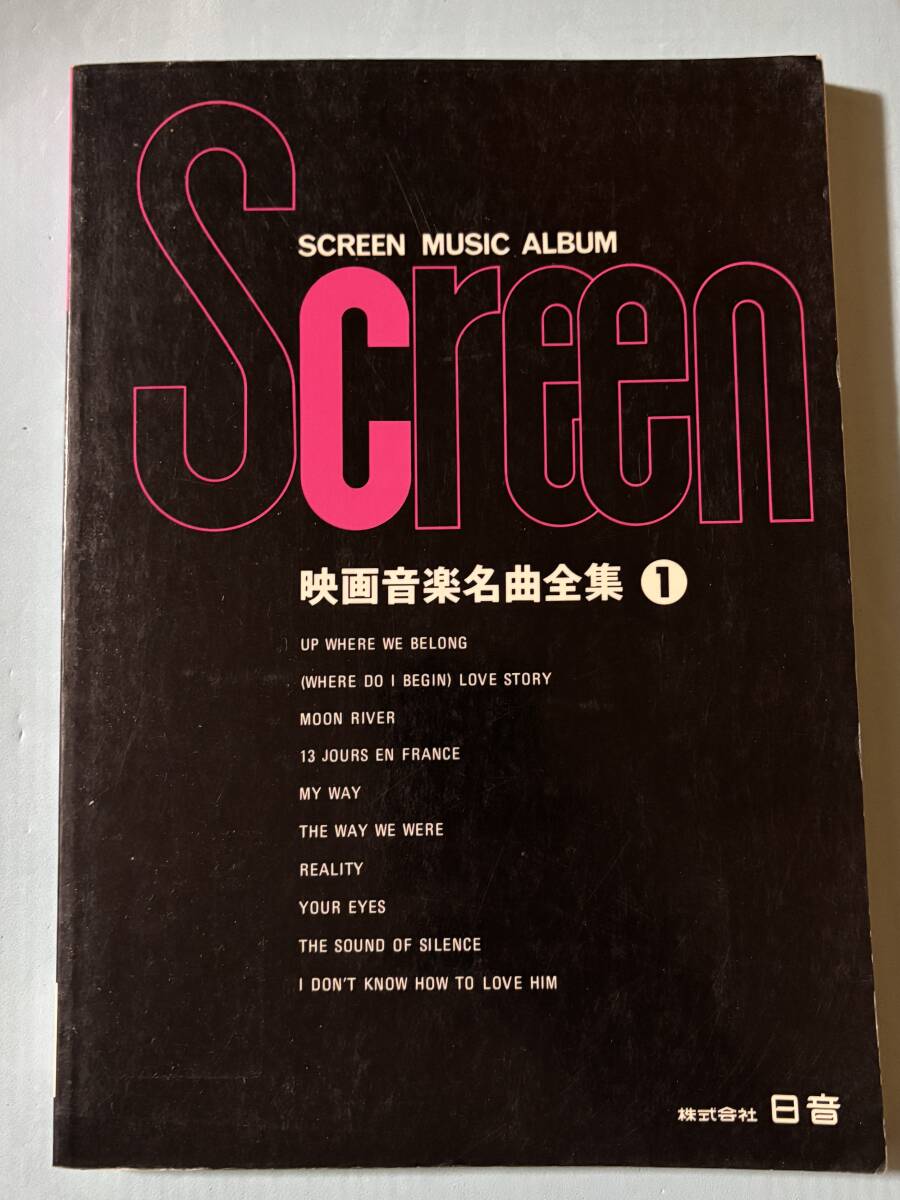 SCREEN MUSIC ALBUM
Screen
映画音楽名曲全集 1
UP WHERE WE BELONG
(WHERE DO I BEGIN) LOVE STORY
MOON RIVER
13 JOURS EN FRANCE
MY WAY
THE WAY WE WERE
REALITY
YOUR EYES
THE SOUND OF SILENCE
I DON'T KNOW HOW TO LOVE HIM
株式会社 日音